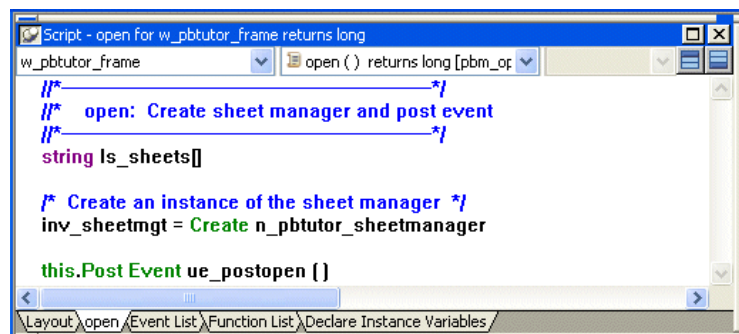 Script - open for w_pbtutor_frame returns long
w_pbtutor_frame
open ( ) returns long [pbm_op
//*—————————————————*/
//* open: Create sheet manager and post event
//*—————————————————*/
string ls_sheets[]
/* Create an instance of the sheet manager */
inv_sheetmgt = Create n_pbtutor_sheetmanager
this.Post Event ue_postopen ( )
Layout open Event List Function List Declare Instance Variables